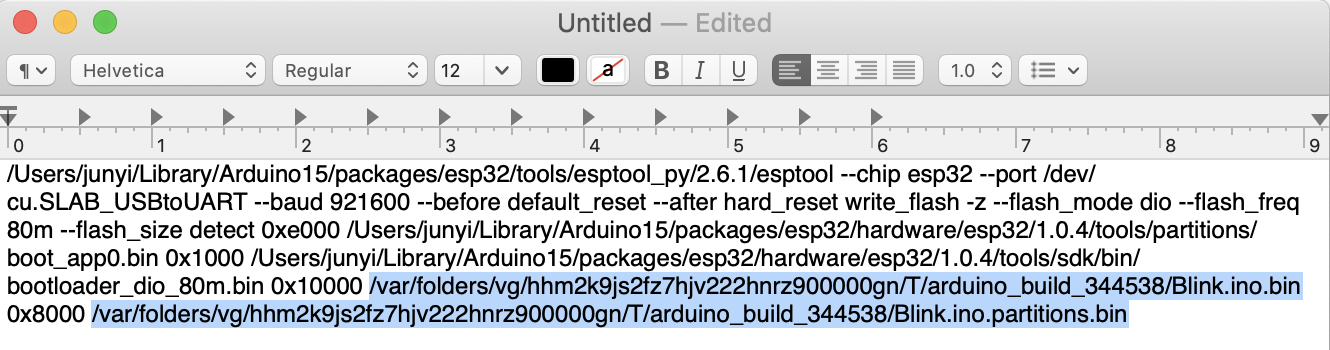 Untitled — Edited
¶ Helvetica Regular 12 a B I U 1.0
0 1 2 3 4 5 6 7 8 9
/Users/junyi/Library/Arduino15/packages/esp32/tools/esptool_py/2.6.1/esptool --chip esp32 --port /dev/
cu.SLAB_USBtoUART --baud 921600 --before default_reset --after hard_reset write_flash -z --flash_mode dio --flash_freq
80m --flash_size detect 0xe000 /Users/junyi/Library/Arduino15/packages/esp32/hardware/esp32/1.0.4/tools/partitions/
boot_app0.bin 0x1000 /Users/junyi/Library/Arduino15/packages/esp32/hardware/esp32/1.0.4/tools/sdk/bin/
bootloader_dio_80m.bin 0x10000 /var/folders/vg/hhm2k9js2fz7hjv222hnrz900000gn/T/arduino_build_344538/Blink.ino.bin
0x8000 /var/folders/vg/hhm2k9js2fz7hjv222hnrz900000gn/T/arduino_build_344538/Blink.ino.partitions.bin